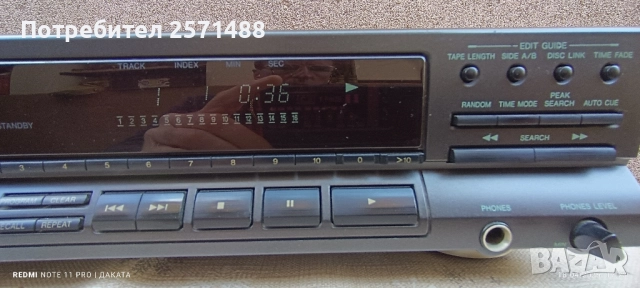 Потребител 2571488
EDIT GUIDE
TAPE LENGTH SIDE A/B DISC LINK TIME FADE
TRACK INDEX MIN SEC
1 1 0:36
1 2 3 4 5 6 7 8 9 10 11 12 13 14 15 16
STANDBY
RANDOM TIME MODE PEAK SEARCH AUTO CUE
SEARCH
3 4 5 6 7 8 9 10 0 >10
CLEAR
REPEAT
PHONES PHONES LEVEL
REDMI NOTE 11 PRO | ДАКАТА
BAZAR